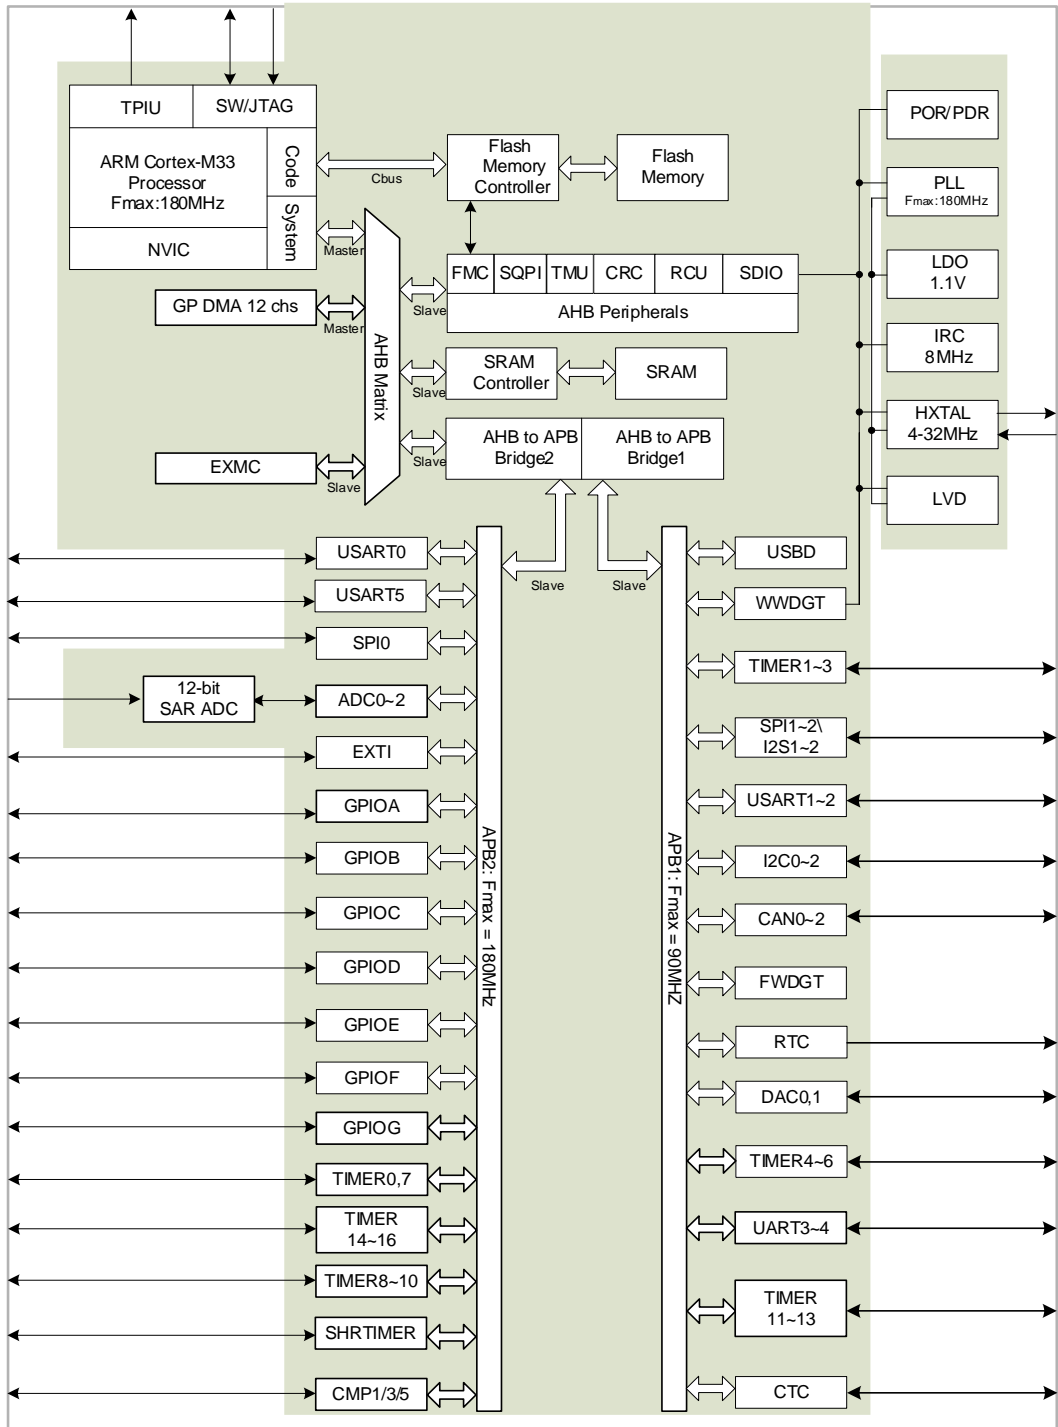 TPIU
SW/JTAG
ARM Cortex-M33
Processor
Fmax:180MHz
Code
System
NVIC
Cbus
Flash
Memory
Controller
Flash
Memory
POR/PDR
PLL
Fmax:180MHz
LDO
1.1V
IRC
8MHz
HXTAL
4-32MHz
LVD
Master
FMC
SQPI
TMU
CRC
RCU
SDIO
AHB Peripherals
Slave
GP DMA 12 chs
Master
AHB Matrix
SRAM
Controller
SRAM
Slave
AHB to APB
Bridge2
AHB to APB
Bridge1
Slave
EXMC
Slave
Slave
Slave
USART0
USART5
SPI0
12-bit
SAR ADC
ADC0~2
EXTI
GPIOA
GPIOB
GPIOC
GPIOD
GPIOE
GPIOF
GPIOG
TIMER0,7
TIMER
14~16
TIMER8~10
SHRTIMER
CMP1/3/5
APB2: Fmax = 180MHz
APB1: Fmax = 90MHZ
USBD
WWDGT
TIMER1~3
SPI1~2\
I2S1~2
USART1~2
I2C0~2
CAN0~2
FWDGT
RTC
DAC0,1
TIMER4~6
UART3~4
TIMER
11~13
CTC